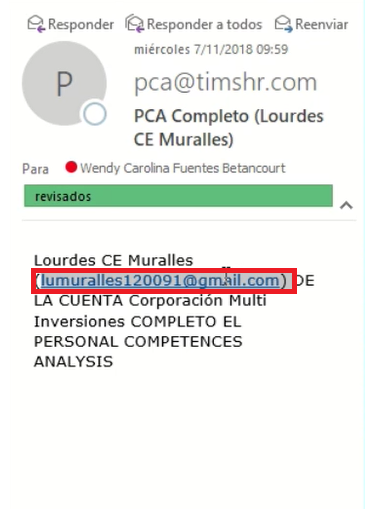 Responder Responder a todos Reenviar
miércoles 7/11/2018 09:59
P
pca@timshr.com
PCA Completo (Lourdes
CE Muralles)
Para Wendy Carolina Fuentes Betancourt
revisados
Lourdes CE Muralles
(lumuralles120091@gmail.com) DE
LA CUENTA Corporación Multi
Inversiones COMPLETO EL
PERSONAL COMPETENCES
ANALYSIS